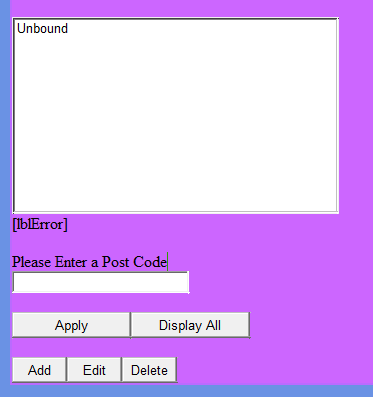 Unbound
[lblError]
Please Enter a Post Code
Apply Display All
Add Edit Delete